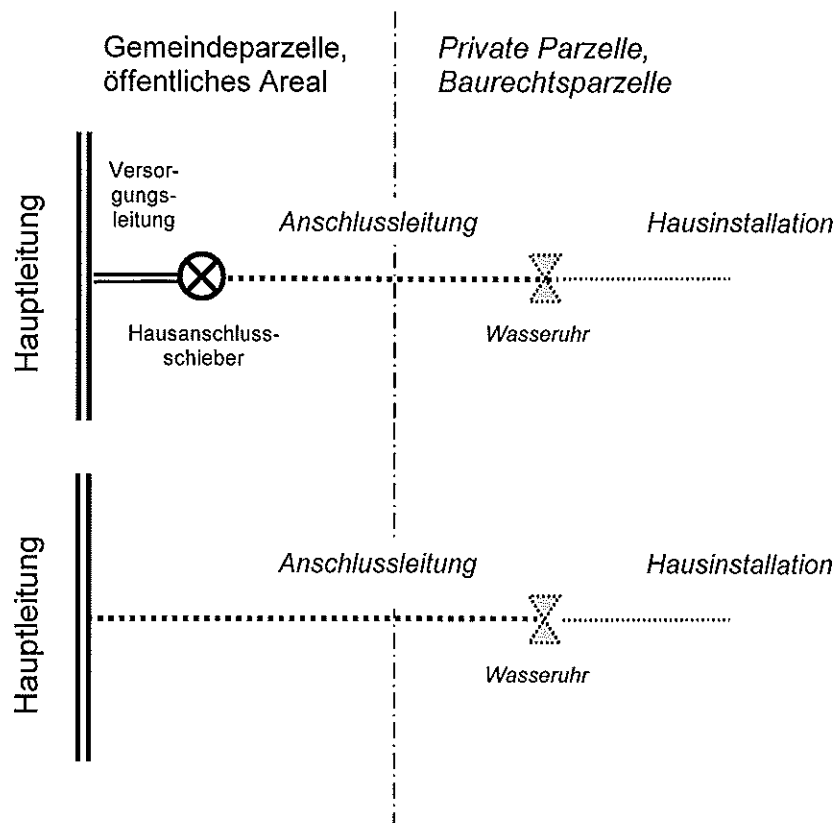 Gemeindeparzelle,
öffentliches Areal
Private Parzelle,
Baurechtsparzelle
Hauptleitung
Versor-
gungs-
leitung
Anschlussleitung
Hausinstallation
Hausanschluss-
schieber
Wasseruhr
Hauptleitung
Anschlussleitung
Hausinstallation
Wasseruhr